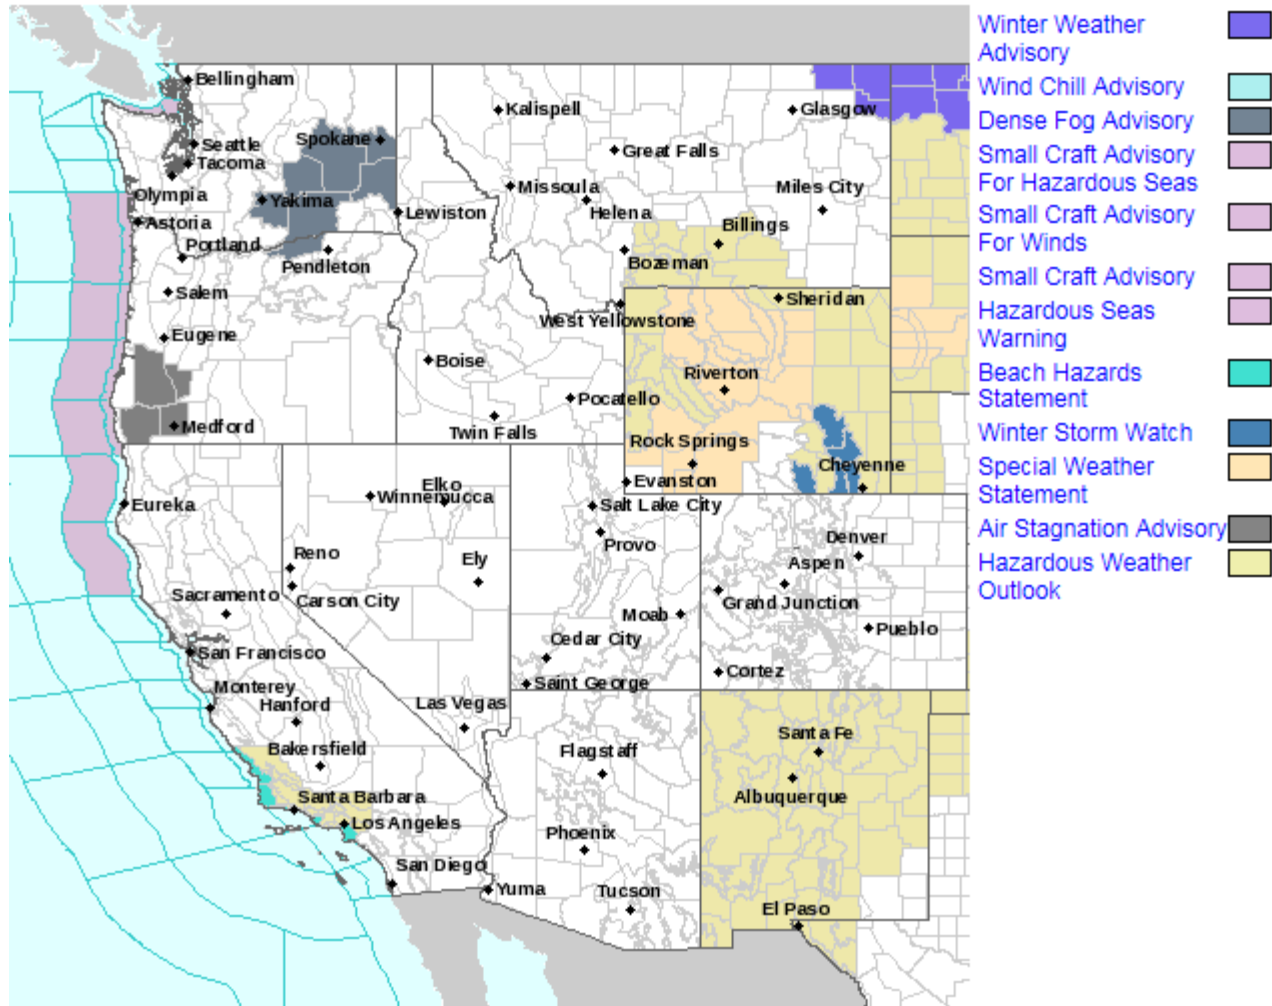 Winter Weather
Advisory
Wind Chill Advisory
Dense Fog Advisory
Small Craft Advisory
For Hazardous Seas
Small Craft Advisory
For Winds
Small Craft Advisory
Hazardous Seas
Warning
Beach Hazards
Statement
Winter Storm Watch
Special Weather
Statement
Air Stagnation Advisory
Hazardous Weather
Outlook
Bellingham
Kalispell
Glasgow
Spokane
Seattle
Great Falls
Tacoma
Missoula
Miles City
Olympia
Yakima
Lewiston
Helena
Astoria
Billings
Portland
Pendleton
Bozeman
Salem
Sheridan
West Yellowstone
Eugene
Boise
Riverton
Pocatello
Medford
Twin Falls
Rock Springs
Cheyenne
Elko
Evanston
Winnemucca
Eureka
Salt Lake City
Denver
Provo
Reno
Ely
Aspen
Sacramento
Carson City
Grand Junction
Moab
Pueblo
Cedar City
San Francisco
Cortez
Saint George
Monterey
Hanford
Las Vegas
Santa Fe
Bakersfield
Flagstaff
Albuquerque
Santa Barbara
Los Angeles
Phoenix
San Diego
Yuma
Tucson
El Paso